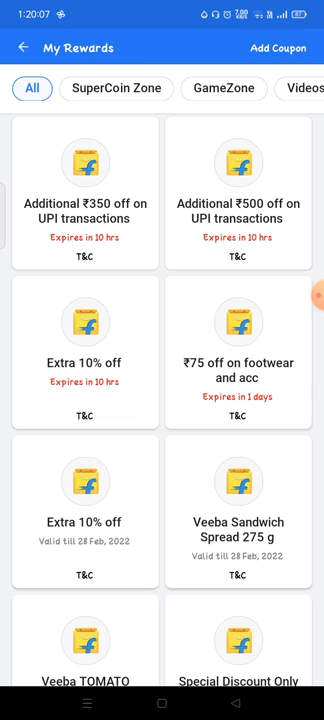 1:20:07
7.00
47
My Rewards
Add Coupon
All
SuperCoin Zone
GameZone
Videos
Additional ₹350 off on
UPI transactions
Expires in 10 hrs
T&C
Additional ₹500 off on
UPI transactions
Expires in 10 hrs
T&C
Extra 10% off
Expires in 10 hrs
T&C
₹75 off on footwear
and acc
Expires in 1 days
T&C
Extra 10% off
Valid till 28 Feb, 2022
T&C
Veeba Sandwich
Spread 275 g
Valid till 28 Feb, 2022
T&C
Veeba TOMATO
Special Discount Only